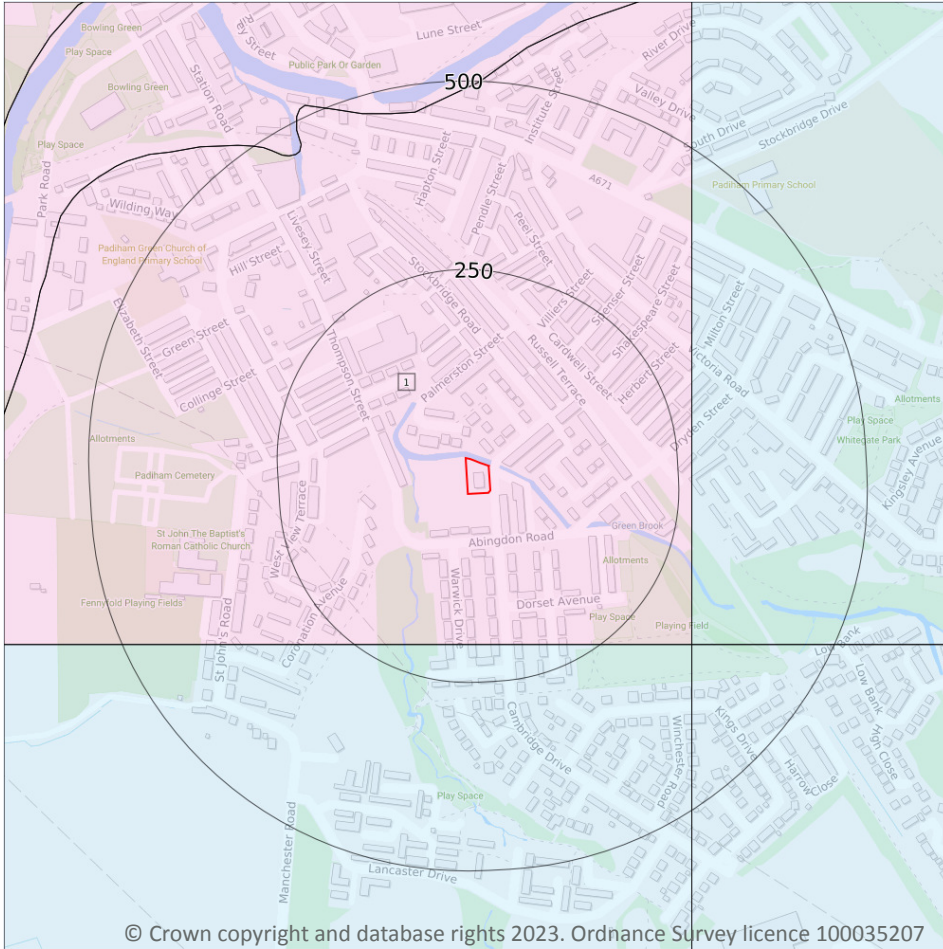 Bowling Green
Play Space
Bowling Green
Play Space
Park Road
Station Road
Street
Lune Street
Public Park Or Garden
500
River Drive
Valley Drive
Institute Street
South Drive
Stockbridge Drive
Padiham Primary School
A671
Hapton Street
Pendle Street
Peel Street
Wilding Way
Padiham Green Church of
England Primary School
Hill Street
Livesey Street
250
Stockbridge Road
Villiers Street
Spenser Street
Shakespeare Street
Milton Street
Victoria Road
Elizabeth Street
Green Street
Collinge Street
Thompson Street
1
Palmerston Street
Russell Terrace
Cardwell Street
Herbert Street
Dryden Street
Allotments
Play Space
Whitegate Park
Kingsley Avenue
Allotments
Padiham Cemetery
St John The Baptist's
Roman Catholic Church
West View Terrace
Abingdon Road
Green Brook
Allotments
Fennyfold Playing Fields
St John's Road
Coronation Avenue
Warwick Drive
Dorset Avenue
Play Space
Playing Field
Low Bank
Low Bank
High Close
Cambridge Drive
Winchester Road
Kings Drive
Harrow Close
Play Space
Manchester Road
Lancaster Drive
© Crown copyright and database rights 2023. Ordnance Survey licence 100035207